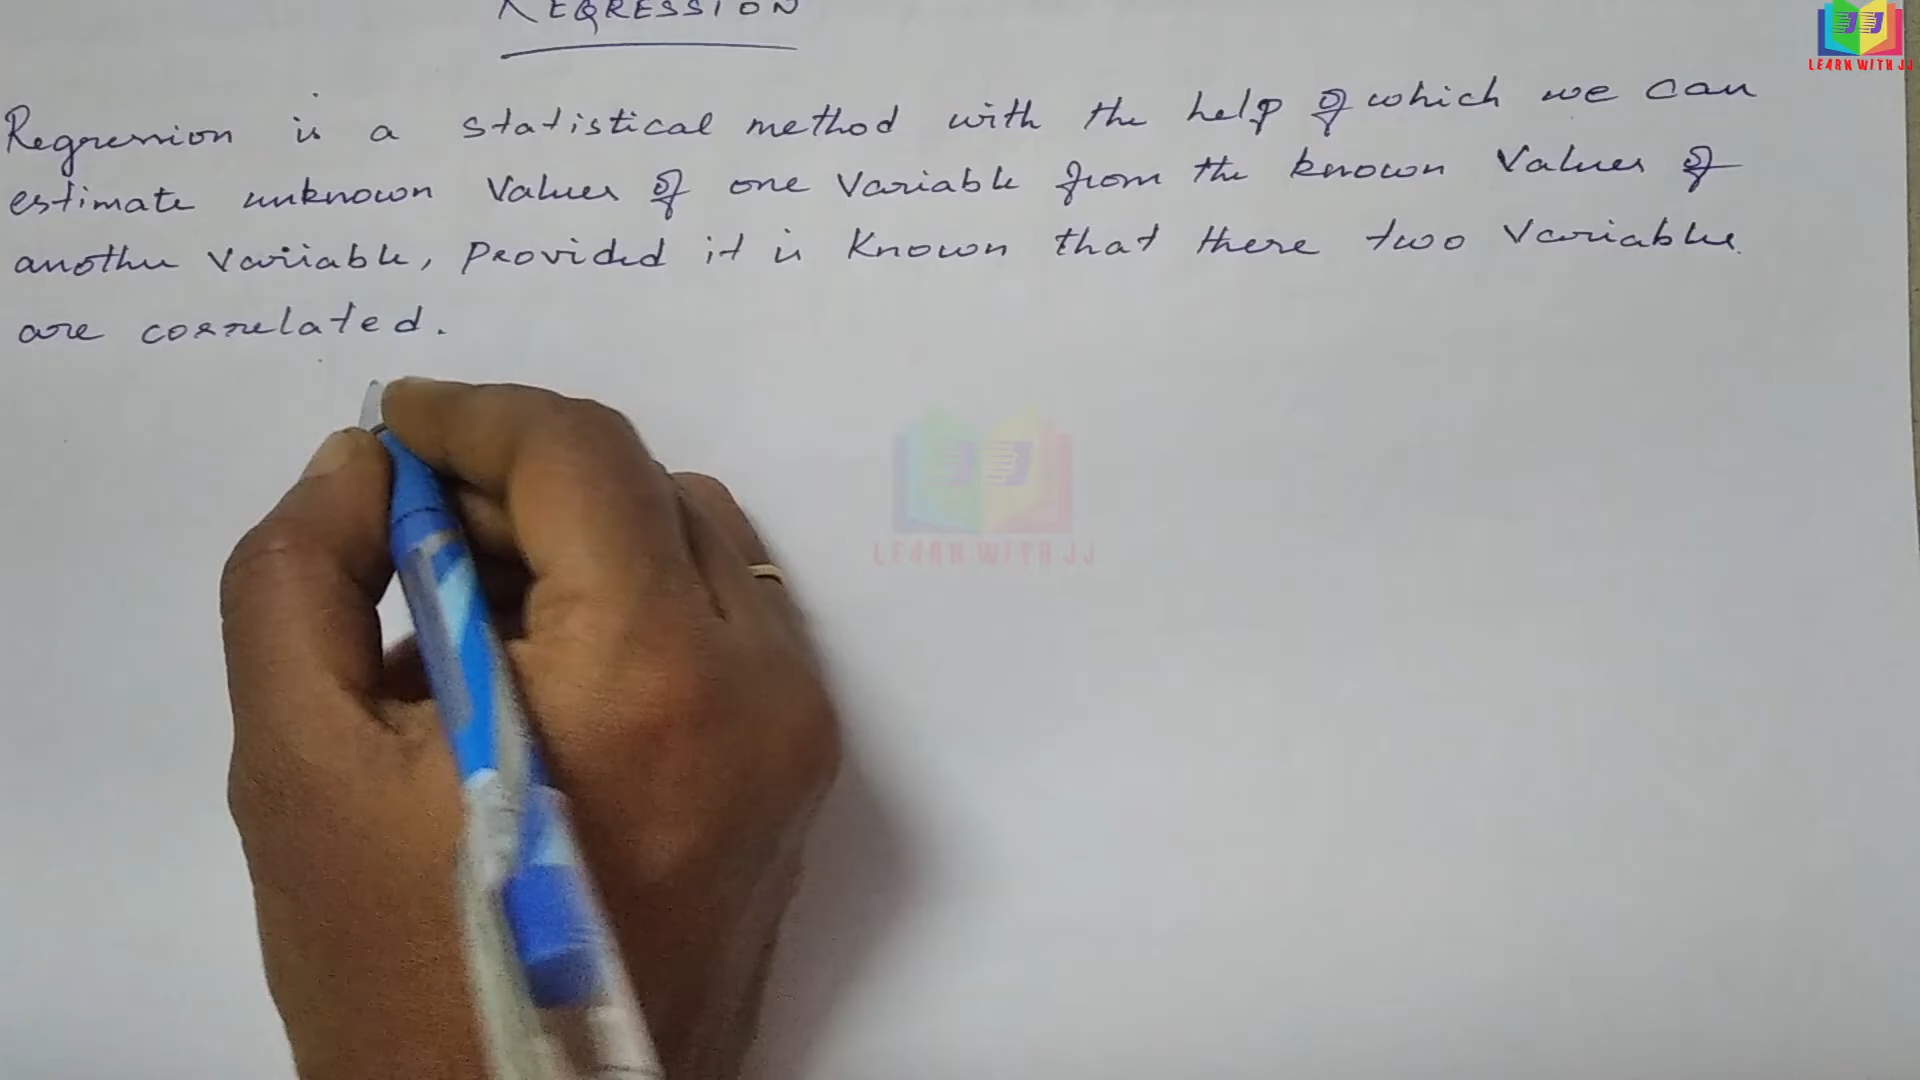 REGRESSION
Regression is a statistical method with the help of which we can
estimate unknown values of one variable from the known values of
another variable, provided it is known that there two variables
are correlated.
LEARN WITH JJ
LEARN WITH JJ